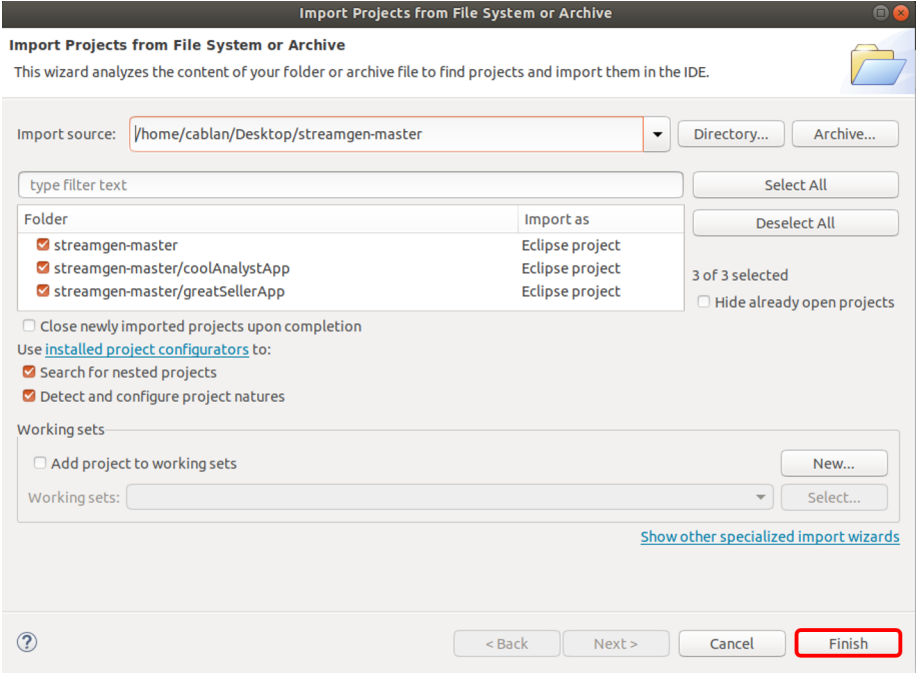 Import Projects from File System or Archive
Import Projects from File System or Archive
This wizard analyzes the content of your folder or archive file to find projects and import them in the IDE.
Import source: /home/cablan/Desktop/streamgen-master Directory... Archive...
type filter text Select All
Folder Import as Deselect All
streamgen-master Eclipse project
streamgen-master/coolAnalystApp Eclipse project
3 of 3 selected
streamgen-master/greatSellerApp Eclipse project
Hide already open projects
Close newly imported projects upon completion
Use installed project configurators to:
Search for nested projects
Detect and configure project natures
Working sets
Add project to working sets New...
Working sets: Select...
Show other specialized import wizards
? < Back Next > Cancel Finish